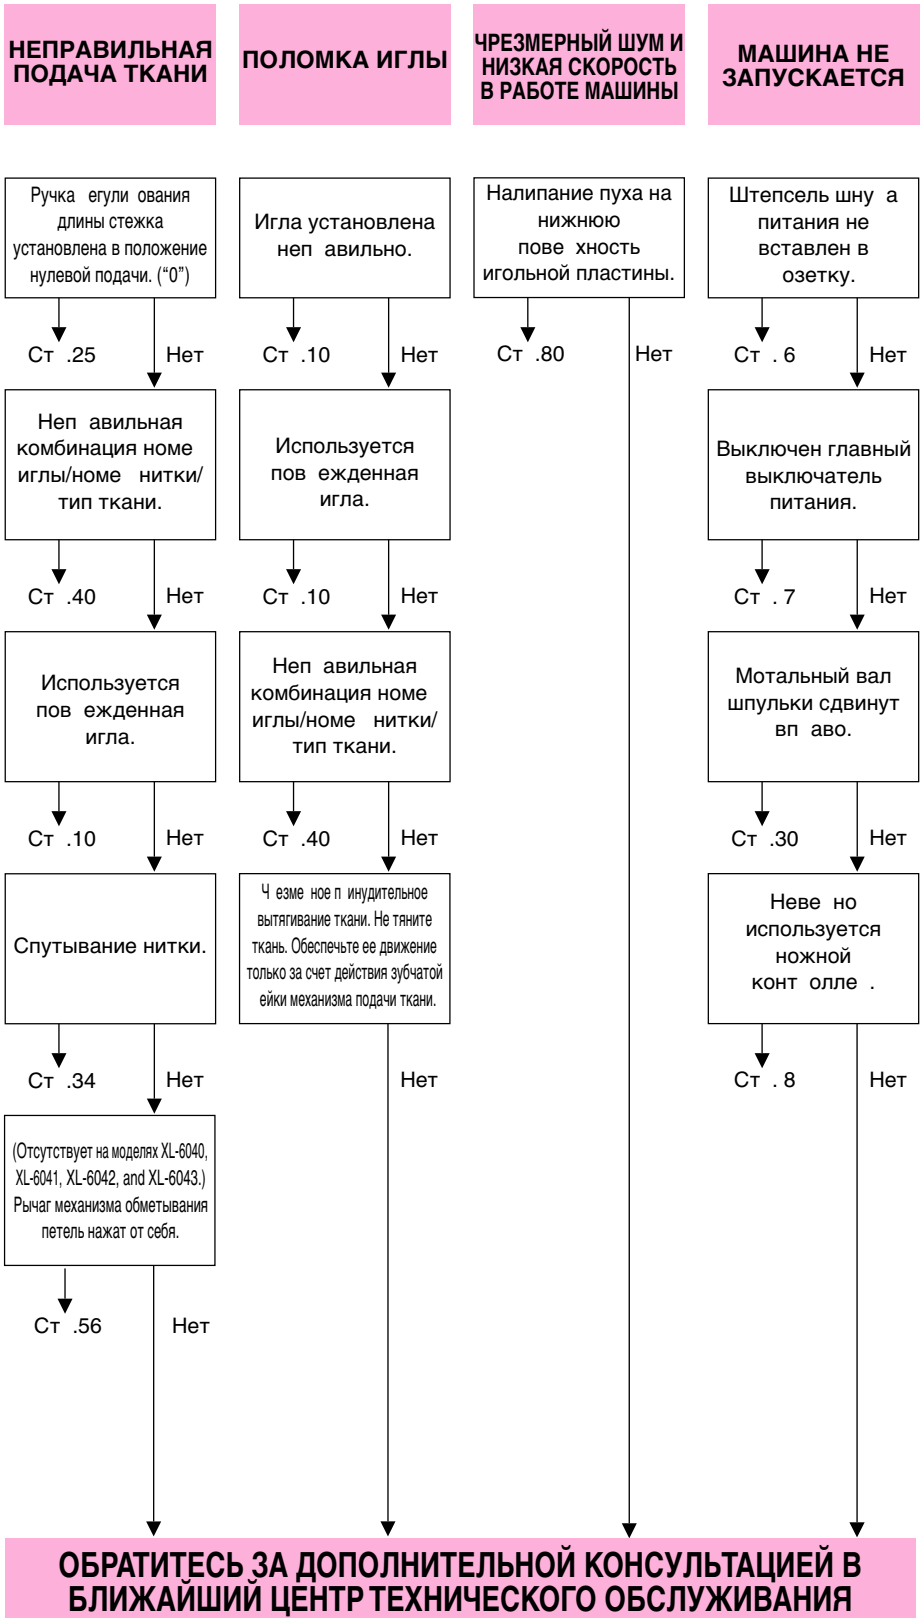 НЕПРАВИЛЬНАЯ
ПОДАЧА ТКАНИ
Ручка егули ования
длины стежка
установлена в положение
нулевой подачи. (“0”)
Ст .25 Нет
Неп авильная
комбинация номе
иглы/номе нитки/
тип ткани.
Ст .40 Нет
Используется
пов ежденная
игла.
Ст .10 Нет
Спутывание нитки.
Ст .34 Нет
(Отсутствует на моделях XL-6040,
XL-6041, XL-6042, and XL-6043.)
Рычаг механизма обметывания
петель нажат от себя.
Ст .56 Нет
ПОЛОМКА ИГЛЫ
Игла установлена
неп авильно.
Ст .10 Нет
Используется
пов ежденная
игла.
Ст .10 Нет
Неп авильная
комбинация номе
иглы/номе нитки/
тип ткани.
Ст .40 Нет
Ч езме ное п инудительное
вытягивание ткани. Не тяните
ткань. Обеспечьте ее движение
только за счет действия зубчатой
ейки механизма подачи ткани.
Нет
ЧРЕЗМЕРНЫЙ ШУМ И
НИЗКАЯ СКОРОСТЬ
В РАБОТЕ МАШИНЫ
Налипание пуха на
нижнюю
пове хность
игольной пластины.
Ст .80 Нет
МАШИНА НЕ
ЗАПУСКАЕТСЯ
Штепсель шну а
питания не
вставлен в
озетку.
Ст . 6 Нет
Выключен главный
выключатель
питания.
Ст . 7 Нет
Мотальный вал
шпульки сдвинут
вп аво.
Ст .30 Нет
Неве но
используется
ножной
конт олле .
Ст . 8 Нет
ОБРАТИТЕСЬ ЗА ДОПОЛНИТЕЛЬНОЙ КОНСУЛЬТАЦИЕЙ В
БЛИЖАЙШИЙ ЦЕНТР ТЕХНИЧЕСКОГО ОБСЛУЖИВАНИЯ